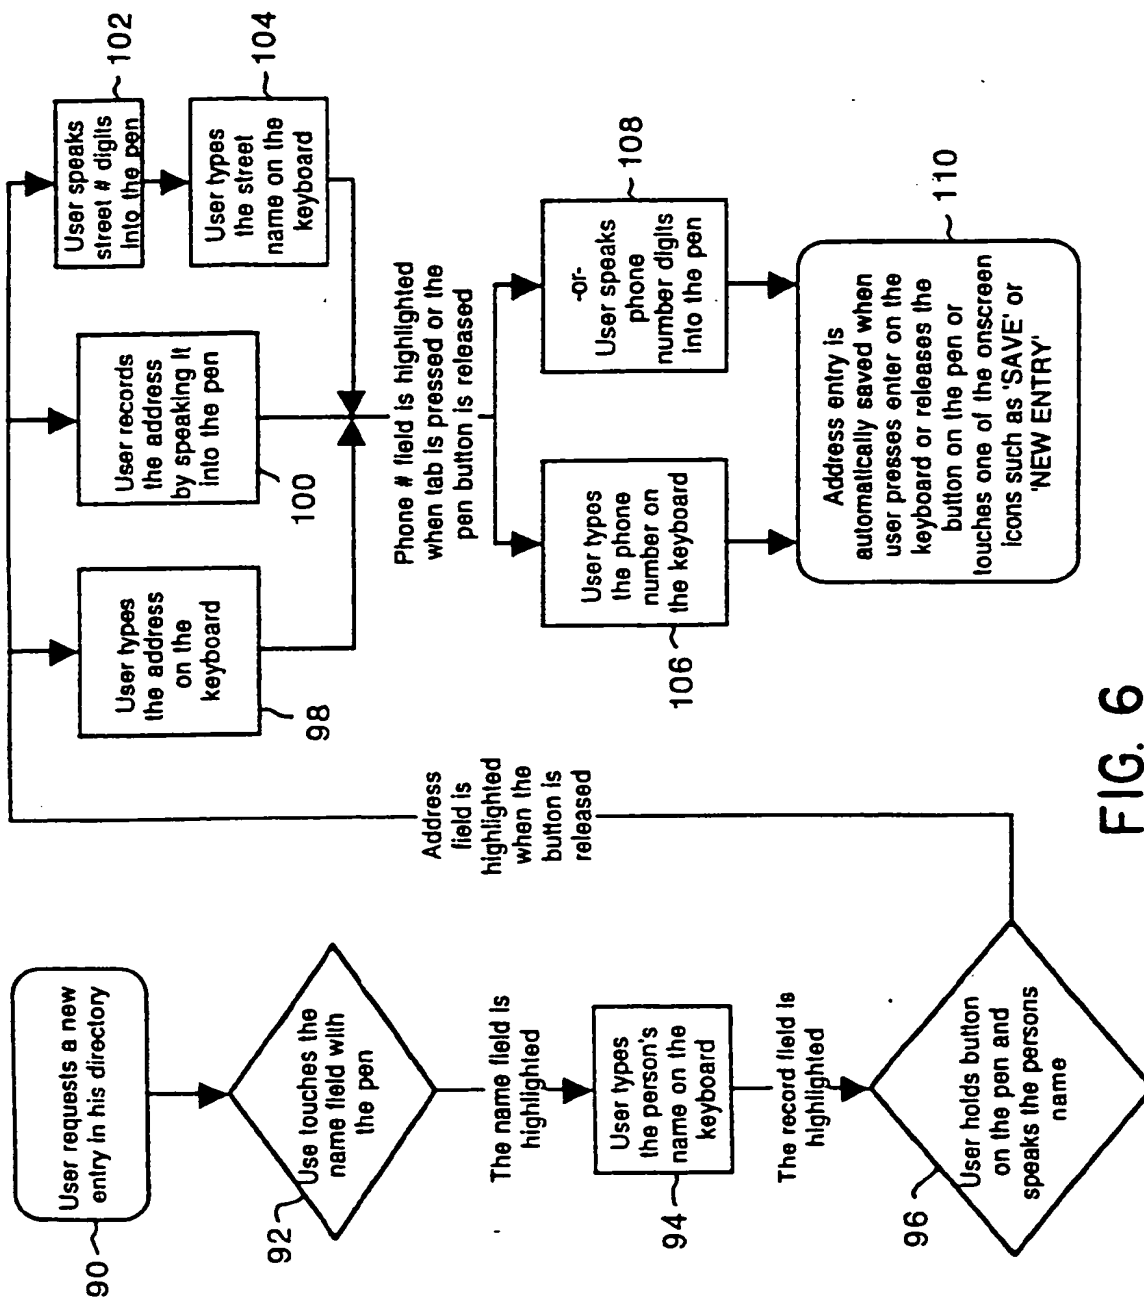 90
User requests a new
entry in his directory
92
Use touches the
name field with
the pen
The name field is
highlighted
94
User types
the person's
name on the
keyboard
The record field is
highlighted
96
User holds button
on the pen and
speaks the persons
name
Address
field is
highlighted
when the
button is
released
98
User types
the address
on the
keyboard
100
User records
the address
by speaking it
into the pen
102
User speaks
street # digits
into the pen
104
User types
the street
name on the
keyboard
Phone # field is highlighted
when tab is pressed or the
pen button is released
106
User types
the phone
number on
the keyboard
108
-or-
User speaks
phone
number digits
into the pen
110
Address entry is
automatically saved when
user presses enter on the
keyboard or releases the
button on the pen or
touches one of the onscreen
icons such as 'SAVE' or
'NEW ENTRY'
FIG. 6